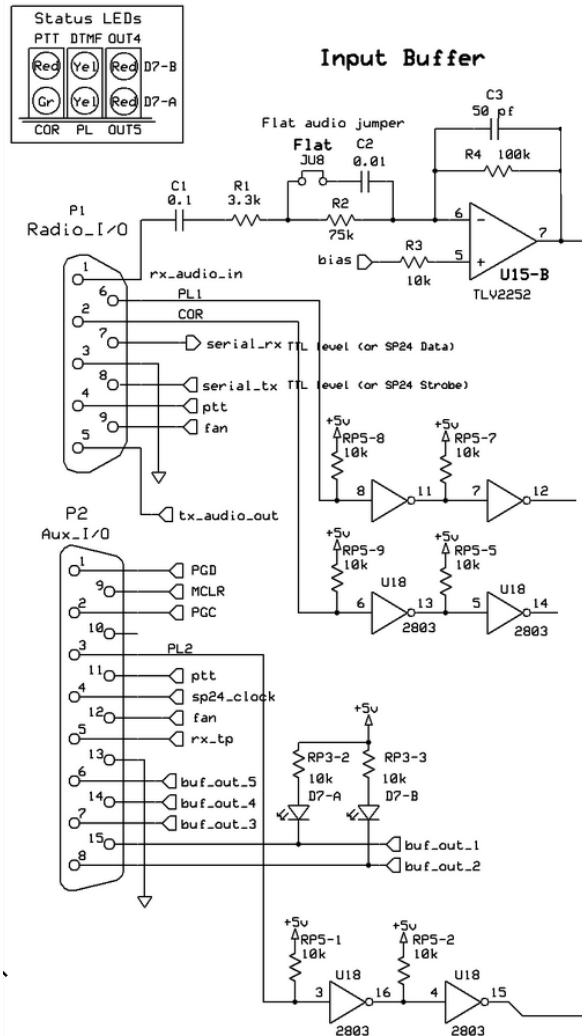 Status LEDs
PTT DTMF OUT4
Red Yel Red D7-B
Gr Yel Red D7-A
COR PL OUT5
Input Buffer
C3
50 pf
Flat audio jumper
Flat
C2
JU8
0.01
R4 100k
C1
0.1
R1
3.3k
R2
75k
6
-
7
P1
Radio_I/O
bias
R3
10k
5
+
U15-B
TLV2252
1
rx_audio_in
6
PL1
2
COR
7
serial_rx TTL level (or SP24 Data)
3
8
serial_tx TTL level (or SP24 Strobe)
4
ptt
9
fan
5
+5v
+5v
RP5-8
10k
RP5-7
10k
8
11
7
12
tx_audio_out
P2
Aux_I/O
+5v
+5v
RP5-9
10k
RP5-5
10k
1
PGD
U18
U18
9
MCLR
6
13
5
14
2
PGC
2803
2803
10
3
PL2
11
ptt
4
sp24_clock
12
fan
+5v
5
rx_tp
13
RP3-2
10k
RP3-3
10k
6
buf_out_5
D7-A
D7-B
14
buf_out_4
7
buf_out_3
15
buf_out_1
8
buf_out_2
+5v
+5v
RP5-1
10k
RP5-2
10k
U18
U18
3
16
4
15
2803
2803